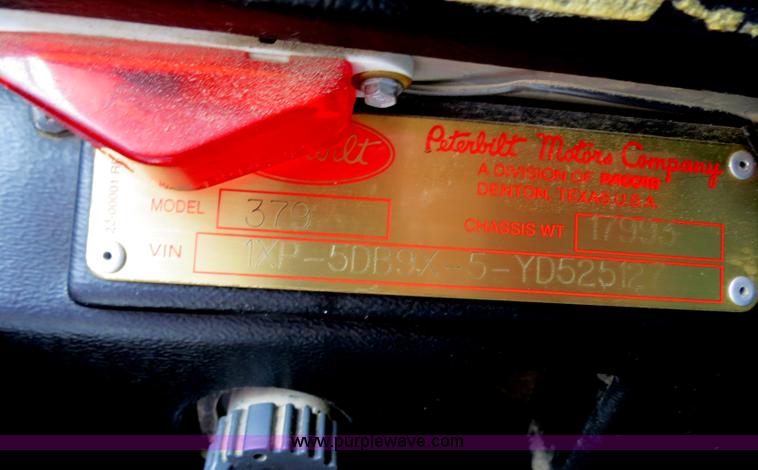 Peterbilt Motors Company
A DIVISION OF PACCAR
DENTON, TEXAS U.S.A.
MODEL 379
CHASSIS WT 17993
VIN 1XP-5DB9X-5-YD525127
www.purplewave.com